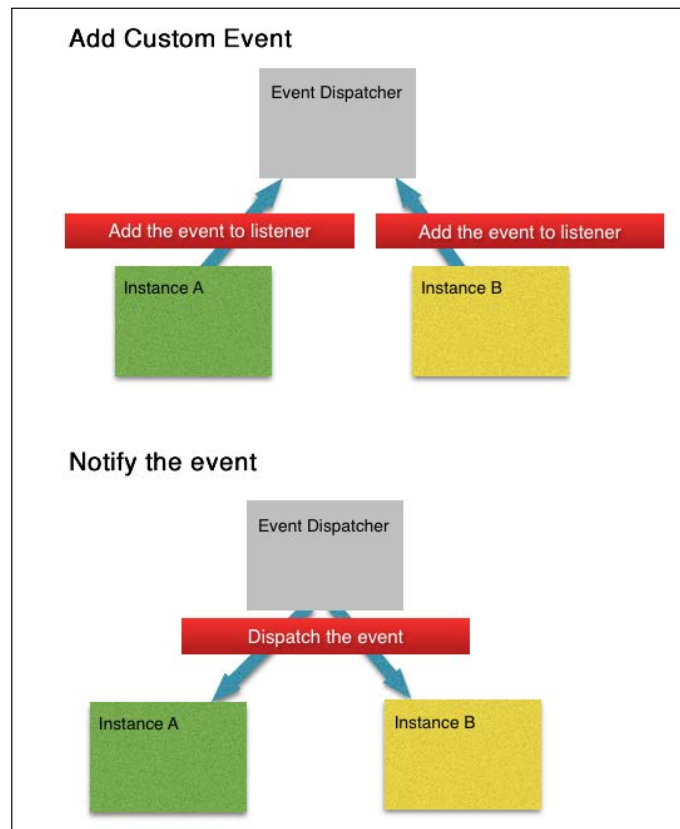 Add Custom Event
Event Dispatcher
Add the event to listener
Add the event to listener
Instance A
Instance B
Notify the event
Event Dispatcher
Dispatch the event
Instance A
Instance B